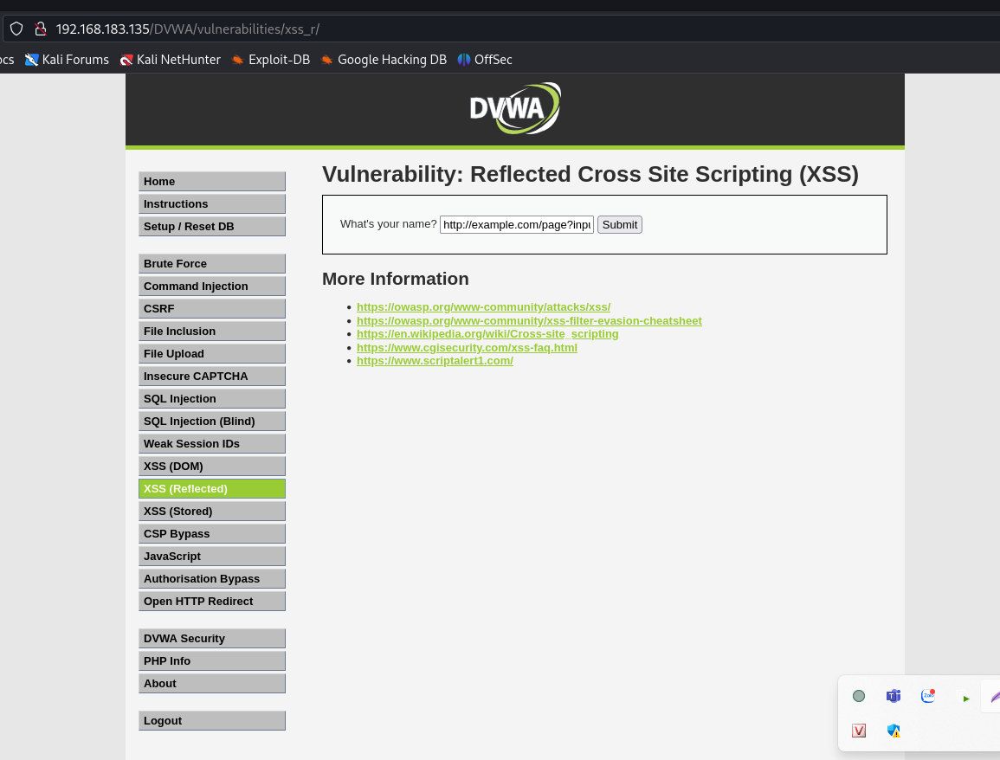 192.168.183.135/DVWA/vulnerabilities/xss_r/
ocs Kali Forums Kali NetHunter Exploit-DB Google Hacking DB OffSec
DVWA
Home
Instructions
Setup / Reset DB
Brute Force
Command Injection
CSRF
File Inclusion
File Upload
Insecure CAPTCHA
SQL Injection
SQL Injection (Blind)
Weak Session IDs
XSS (DOM)
XSS (Reflected)
XSS (Stored)
CSP Bypass
JavaScript
Authorisation Bypass
Open HTTP Redirect
DVWA Security
PHP Info
About
Logout
Vulnerability: Reflected Cross Site Scripting (XSS)
What's your name? http://example.com/page?inpu Submit
More Information
https://owasp.org/www-community/attacks/xss/
https://owasp.org/www-community/xss-filter-evasion-cheatsheet
https://en.wikipedia.org/wiki/Cross-site_scripting
https://www.cgisecurity.com/xss-faq.html
https://www.scriptalert1.com/
Zalo